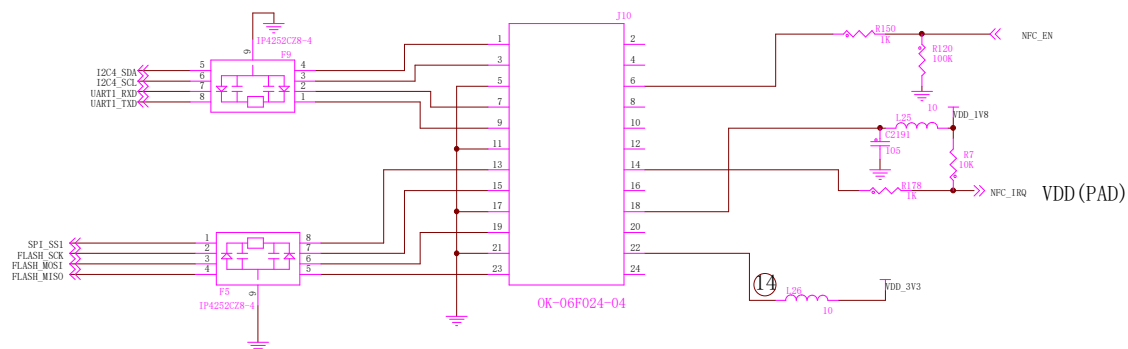 J10
IP4252CZ8-4
F9
9
I2C4_SDA 5 4
I2C4_SCL 6 3
UART1_RXD 7 2
UART1_TXD 8 1
1 2
3 4
5 6
7 8
9 10
11 12
13 14
15 16
17 18
19 20
21 22
23 24
OK-06F024-04
R150
1K
NFC_EN
R120
100K
10
L25
VDD_1V8
C2191
105
R7
10K
R178
1K
NFC_IRQ
VDD(PAD)
SPI_SS1 1 8
FLASH_SCK 2 7
FLASH_MOSI 3 6
FLASH_MISO 4 5
F5
9
IP4252CZ8-4
14
L26
10
VDD_3V3